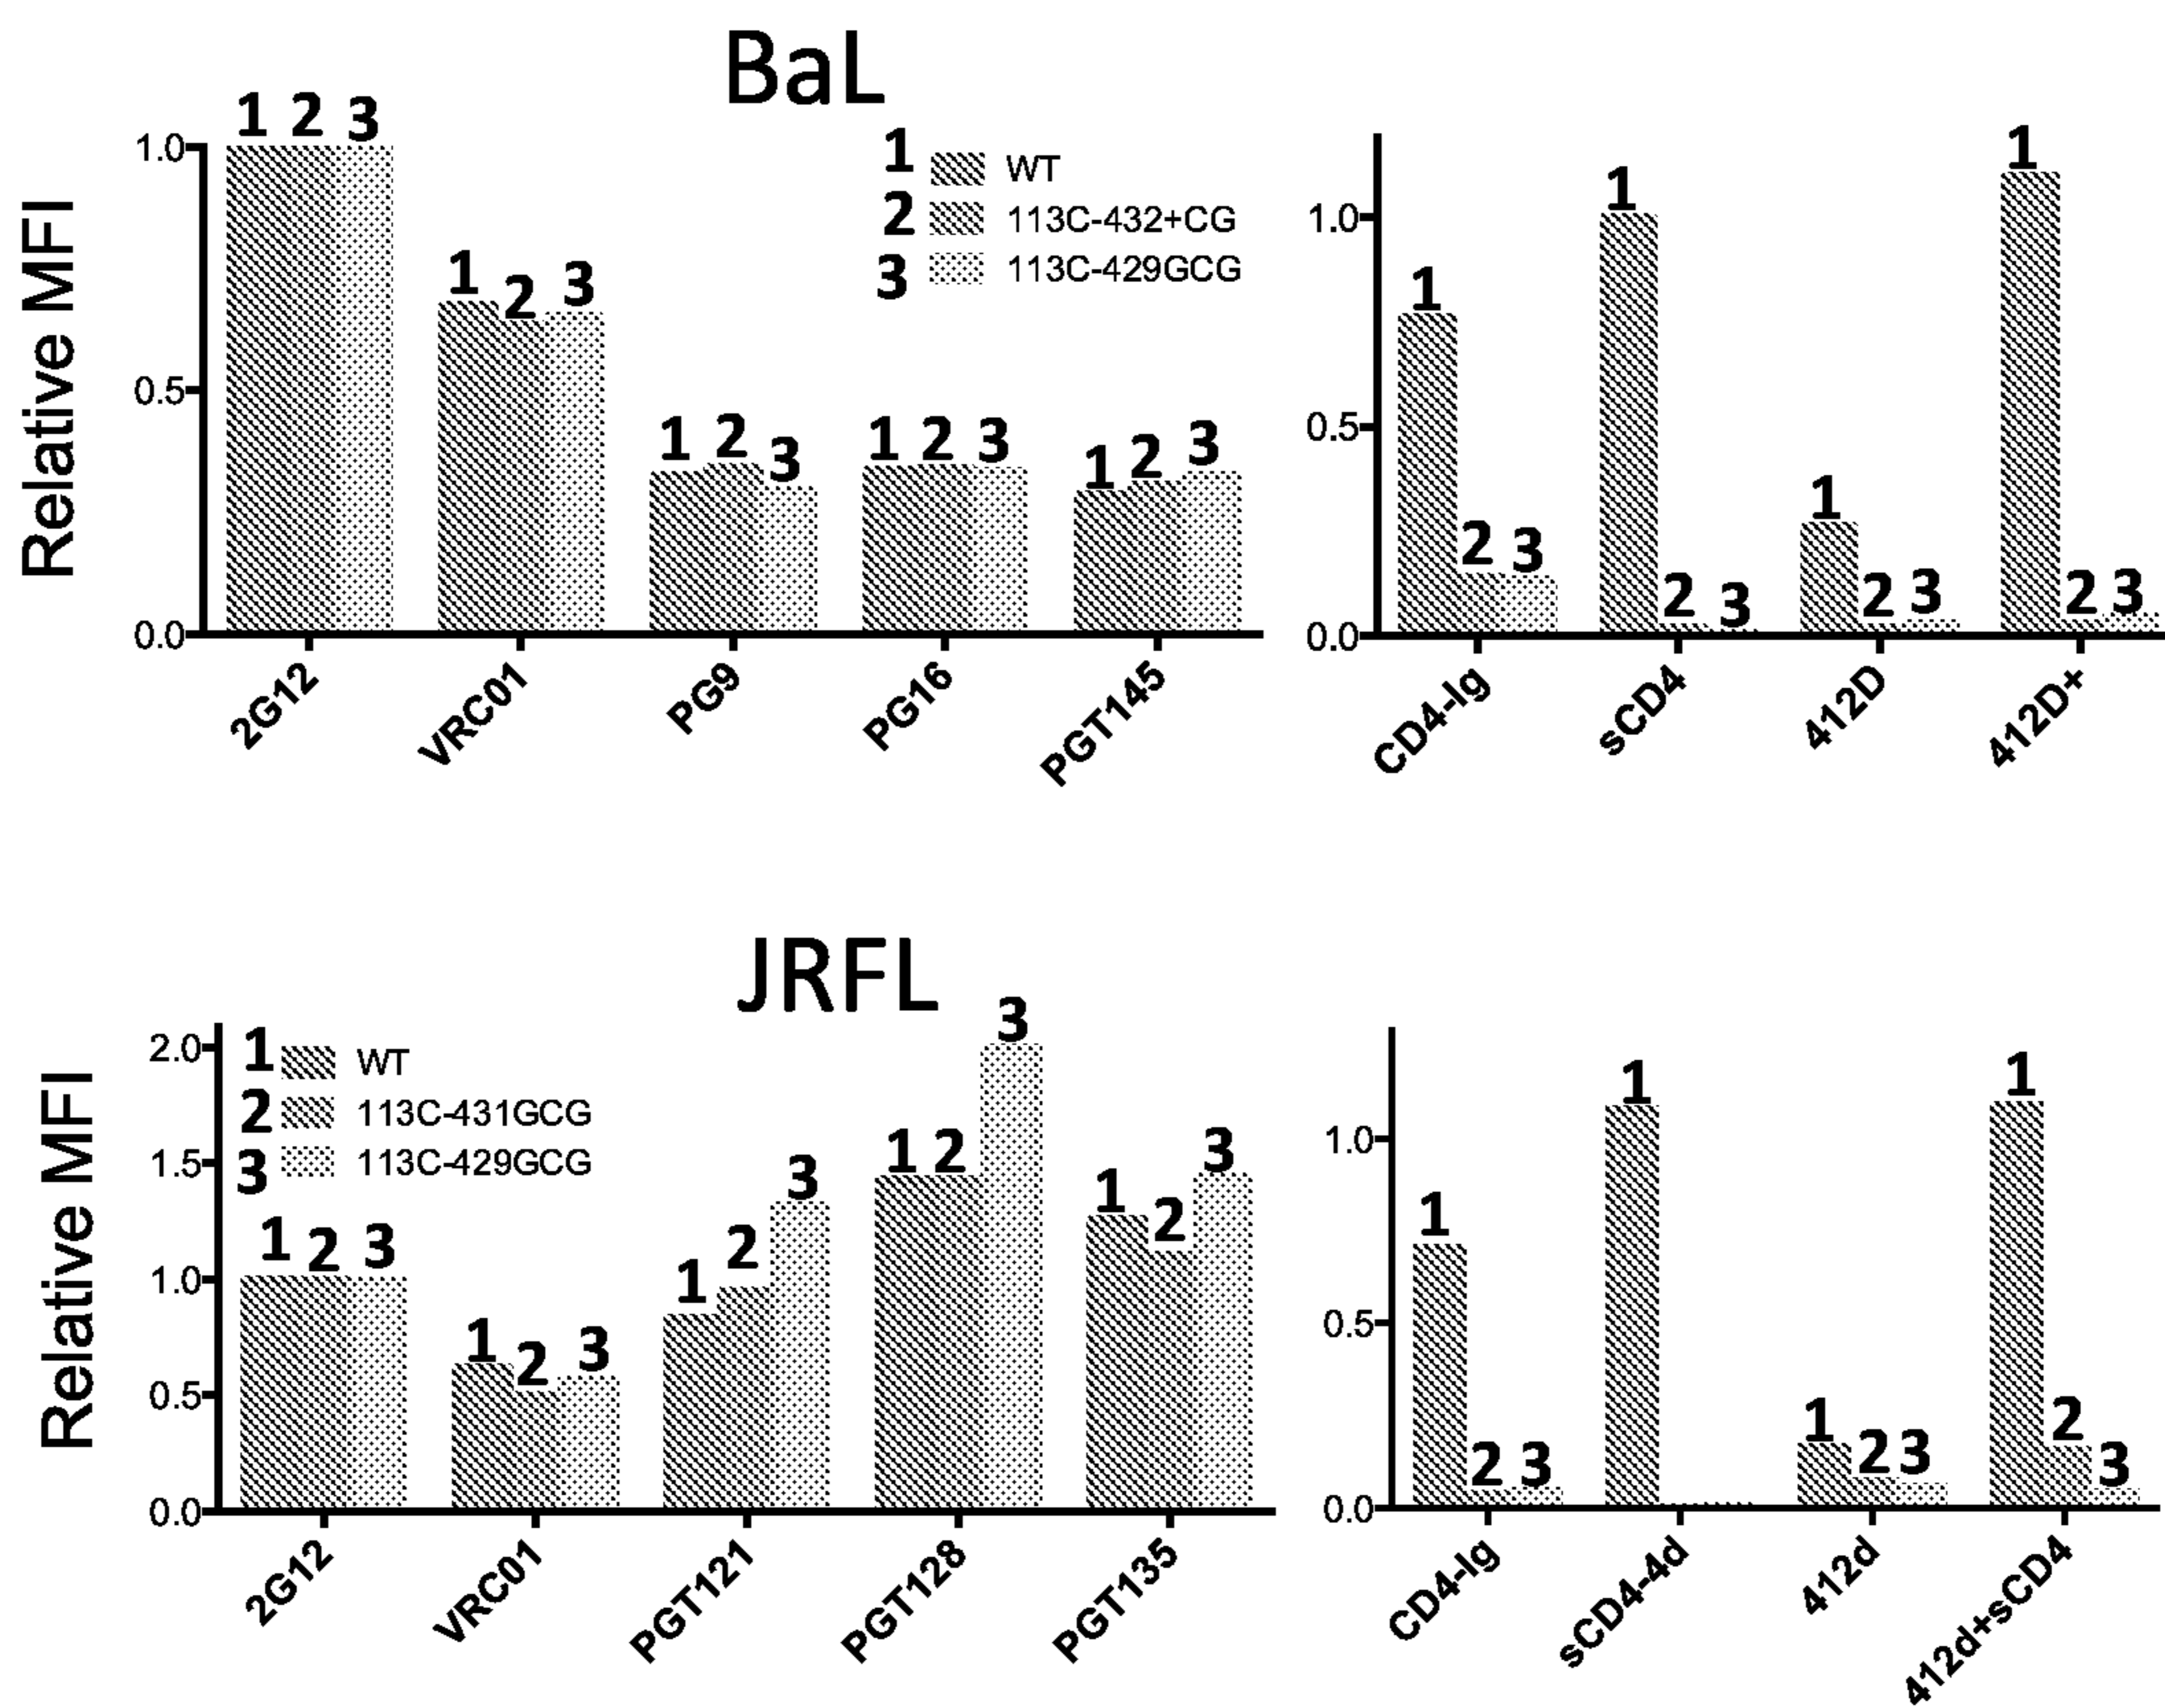 BaL
Relative MFI
1.0
0.5
0.0
1 2 3
1 2 3
1 2 3
1 2 3
1 2 3
1 WT
2 113C-432+CG
3 113C-429GCG
2G12
VRC01
PG9
PG16
PGT145
1.0
0.5
0.0
1 2 3
1 2 3
1 2 3
1 2 3
CD4-Ig
sCD4
412D
412D+
JRFL
Relative MFI
2.0
1.5
1.0
0.5
0.0
1 WT
2 113C-431GCG
3 113C-429GCG
1 2 3
1 2 3
1 2 3
1 2 3
1 2 3
2G12
VRC01
PGT121
PGT128
PGT135
1.0
0.5
0.0
1 2 3
1
1 2 3
1 2 3
CD4-Ig
sCD4-4d
412d
412d+sCD4